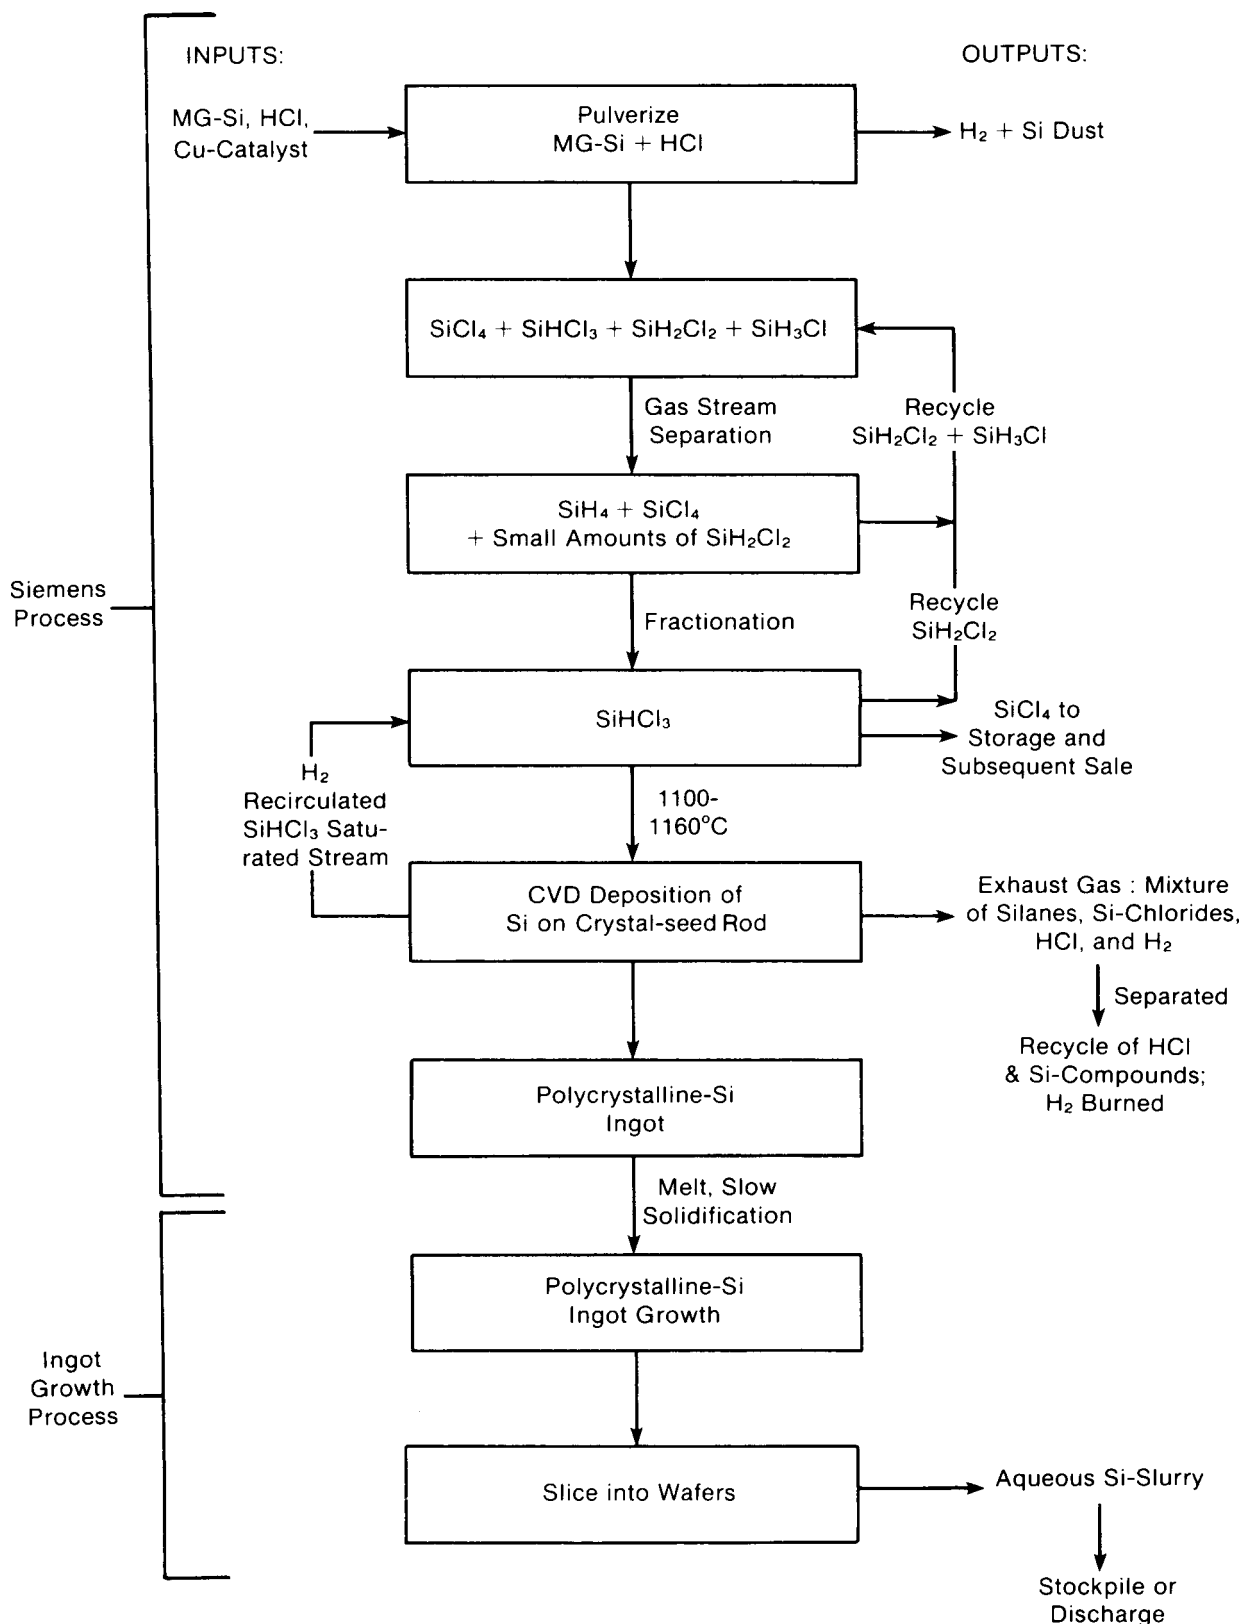 INPUTS:
OUTPUTS:
MG-Si, HCl,
Cu-Catalyst
Pulverize
MG-Si + HCl
H₂ + Si Dust
SiCl₄ + SiHCl₃ + SiH₂Cl₂ + SiH₃Cl
Gas Stream
Separation
Recycle
SiH₂Cl₂ + SiH₃Cl
SiH₄ + SiCl₄
+ Small Amounts of SiH₂Cl₂
Siemens
Process
Fractionation
Recycle
SiH₂Cl₂
SiHCl₃
SiCl₄ to
Storage and
Subsequent Sale
H₂
Recirculated
SiHCl₃ Satu-
rated Stream
1100-
1160°C
CVD Deposition of
Si on Crystal-seed Rod
Exhaust Gas : Mixture
of Silanes, Si-Chlorides,
HCl, and H₂
Separated
Recycle of HCl
& Si-Compounds;
H₂ Burned
Polycrystalline-Si
Ingot
Melt, Slow
Solidification
Polycrystalline-Si
Ingot Growth
Ingot
Growth
Process
Slice into Wafers
Aqueous Si-Slurry
Stockpile or
Discharge